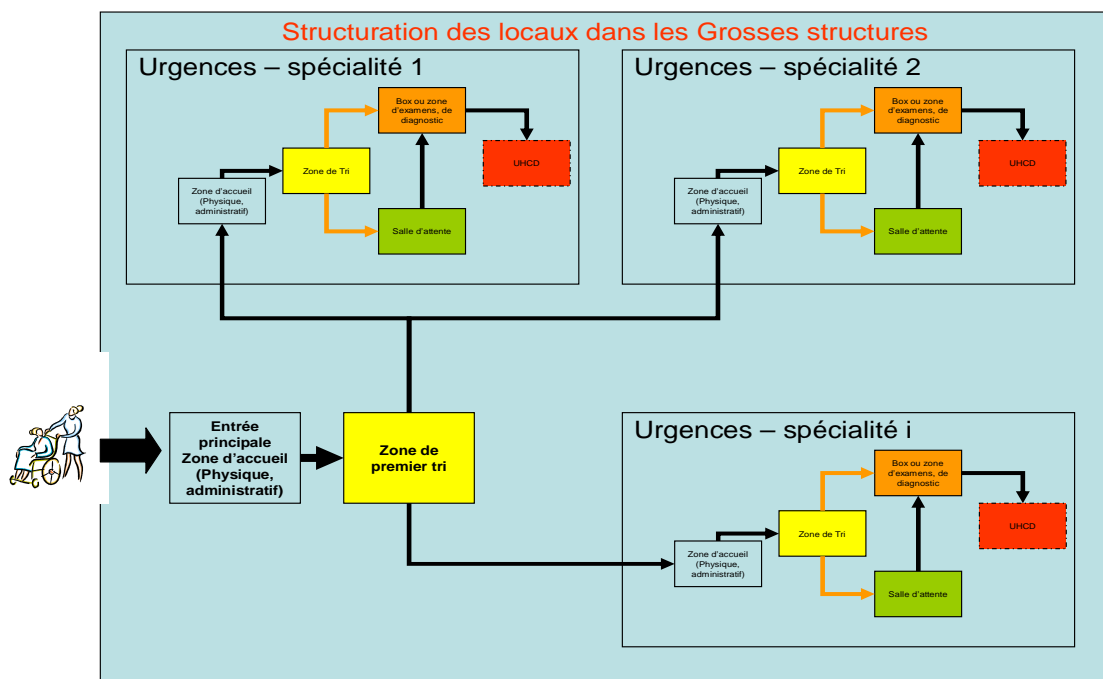 Structuration des locaux dans les Grosses structures
Urgences – spécialité 1
Box ou zone
d'examens, de
diagnostic
UHCD
Zone de Tri
Zone d'accueil
(Physique,
administratif)
Salle d'attente
Urgences – spécialité 2
Box ou zone
d'examens, de
diagnostic
UHCD
Zone de Tri
Zone d'accueil
(Physique,
administratif)
Salle d'attente
Entrée
principale
Zone d'accueil
(Physique,
administratif)
Zone de
premier tri
Urgences – spécialité i
Box ou zone
d'examens, de
diagnostic
UHCD
Zone de Tri
Zone d'accueil
(Physique,
administratif)
Salle d'attente